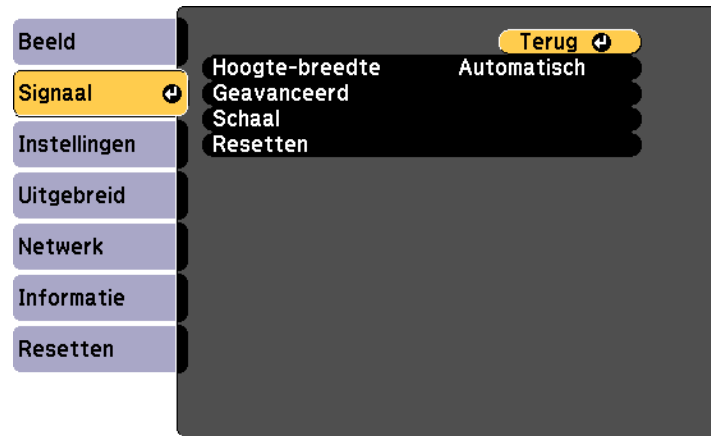 Beeld
Signaal
Instellingen
Uitgebreid
Netwerk
Informatie
Resetten
Terug
Hoogte-breedte Automatisch
Geavanceerd
Schaal
Resetten